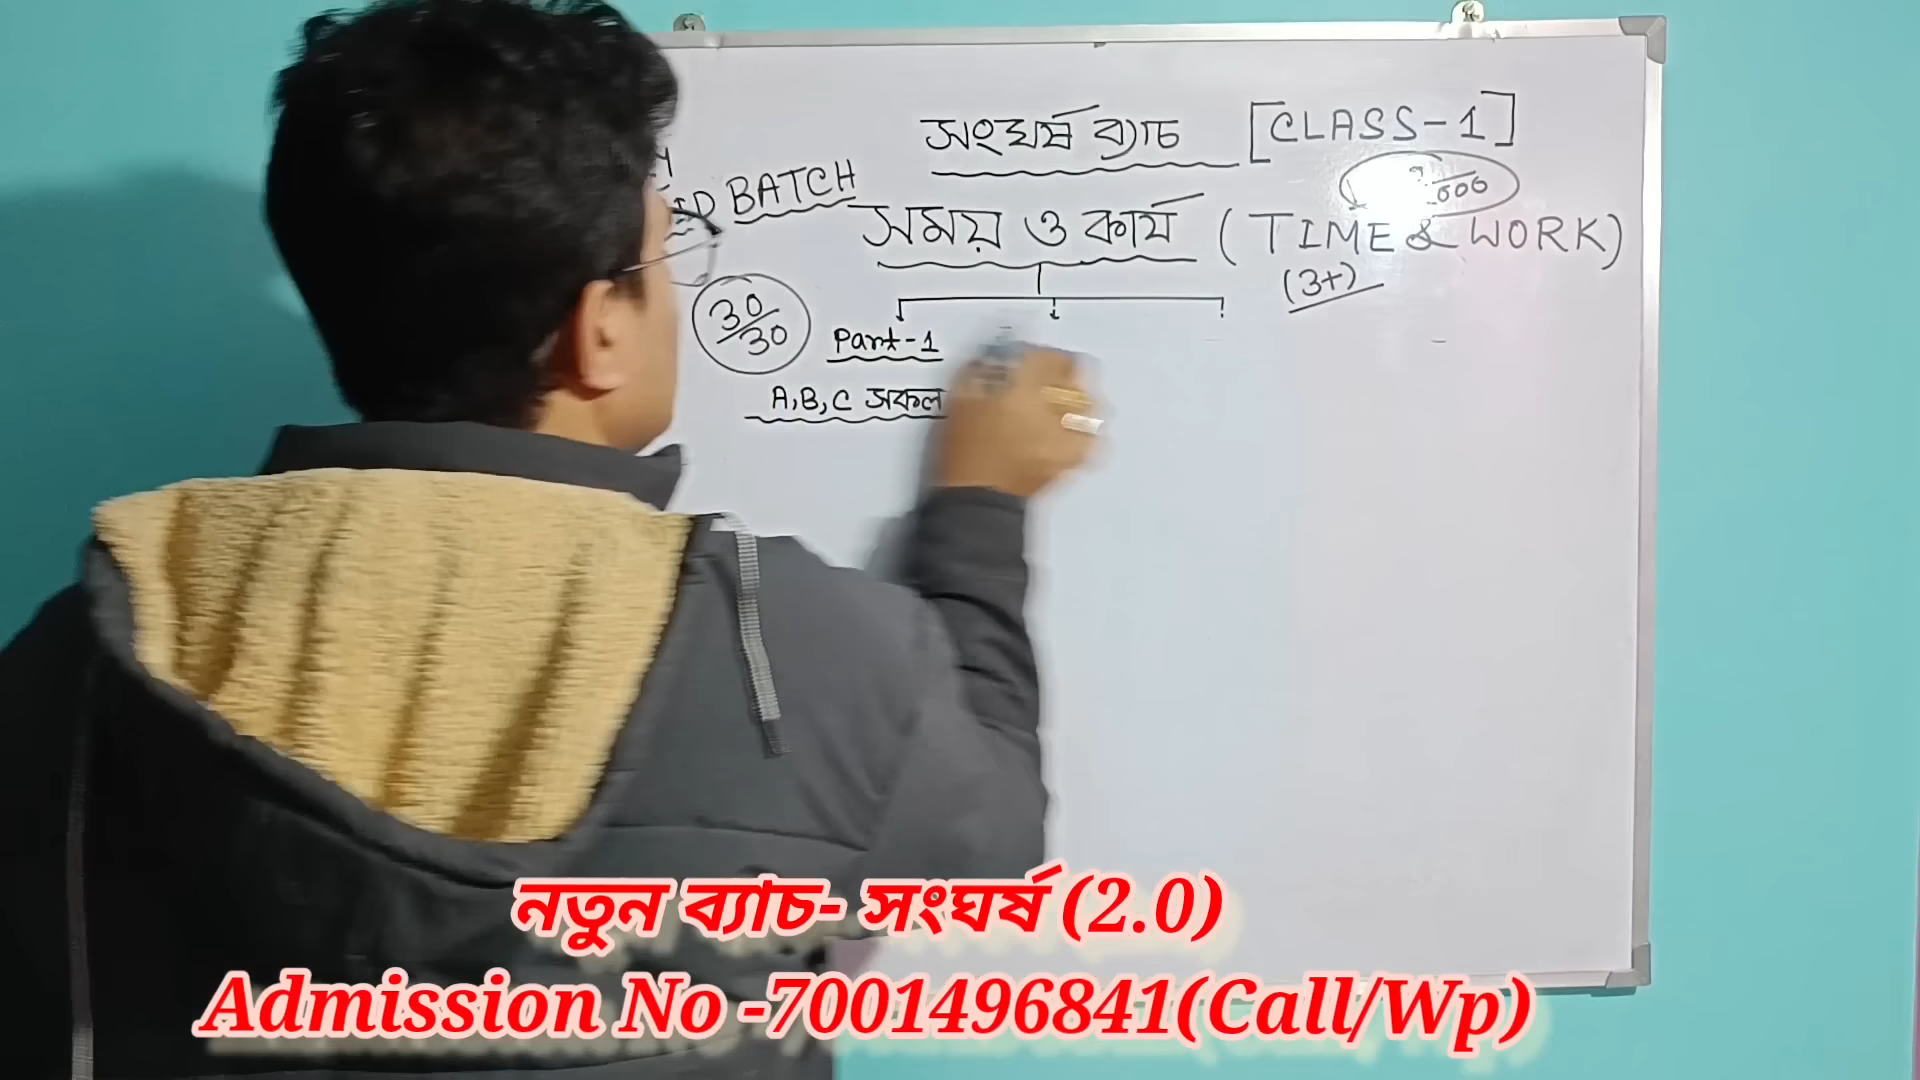 সংঘর্ষ ব্যাচ [CLASS-1]
BATCH
সময় ও কার্য (TIME & WORK)
(3+)
30/30
Part-1
A,B,C সকল
নতুন ব্যাচ- সংঘর্ষ (2.0)
Admission No -7001496841(Call/Wp)